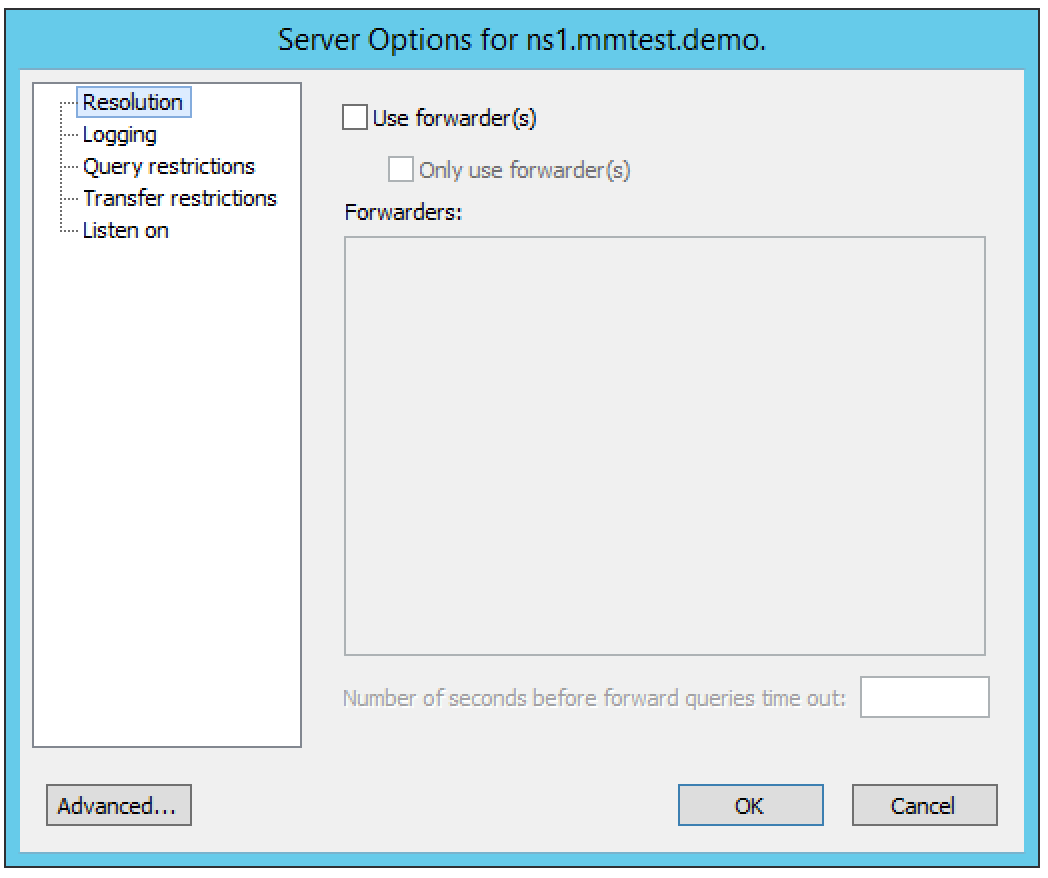 Server Options for ns1.mmtest.demo.
Resolution
Logging
Query restrictions
Transfer restrictions
Listen on
Use forwarder(s)
Only use forwarder(s)
Forwarders:
Number of seconds before forward queries time out:
Advanced...
OK
Cancel